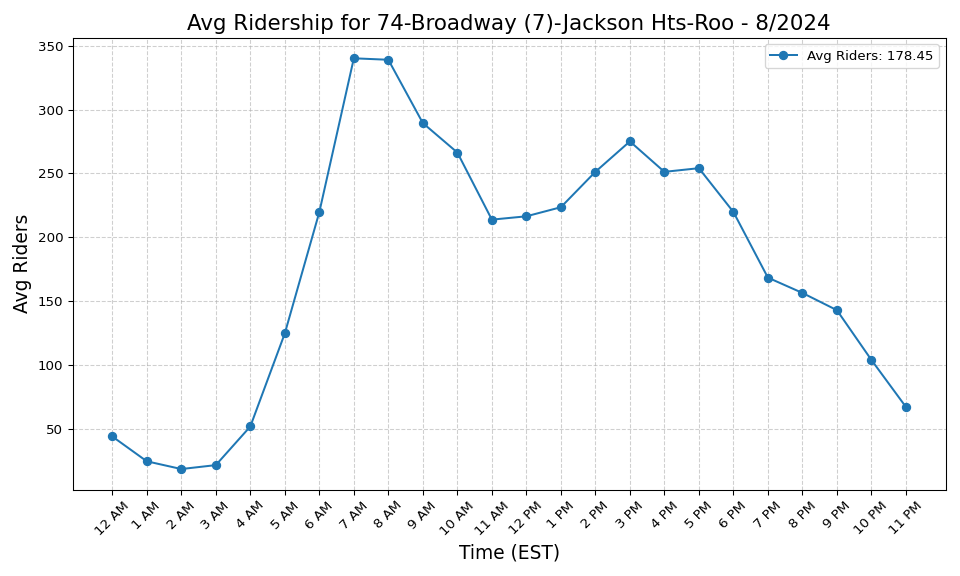 Avg Ridership for 74-Broadway (7)-Jackson Hts-Roo - 8/2024
Avg Riders: 178.45
Avg Riders
350
300
250
200
150
100
50
12 AM
1 AM
2 AM
3 AM
4 AM
5 AM
6 AM
7 AM
8 AM
9 AM
10 AM
11 AM
12 PM
1 PM
2 PM
3 PM
4 PM
5 PM
6 PM
7 PM
8 PM
9 PM
10 PM
11 PM
Time (EST)